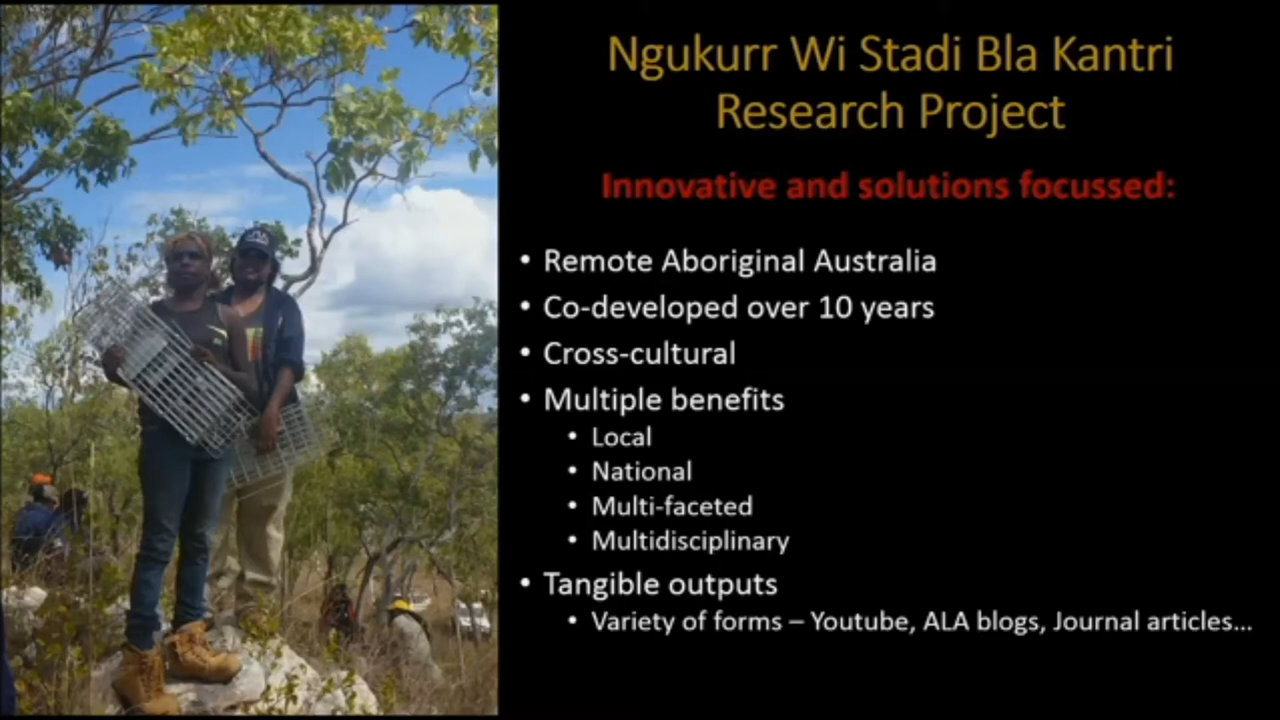 Ngukurr Wi Stadi Bla Kantri
Research Project
Innovative and solutions focussed:
• Remote Aboriginal Australia
• Co-developed over 10 years
• Cross-cultural
• Multiple benefits
• Local
• National
• Multi-faceted
• Multidisciplinary
• Tangible outputs
• Variety of forms – Youtube, ALA blogs, Journal articles...